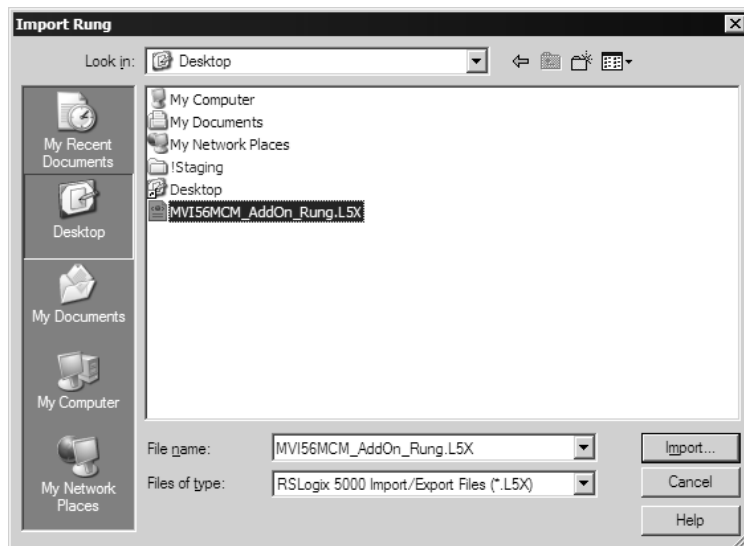 Import Rung
Look in:
Desktop
My Recent
Documents
Desktop
My Documents
My Computer
My Network
Places
My Computer
My Documents
My Network Places
!Staging
Desktop
MVI56MCM_AddOn_Rung.L5X
File name:
MVI56MCM_AddOn_Rung.L5X
Import...
Files of type:
RSLogix 5000 Import/Export Files (*.L5X)
Cancel
Help